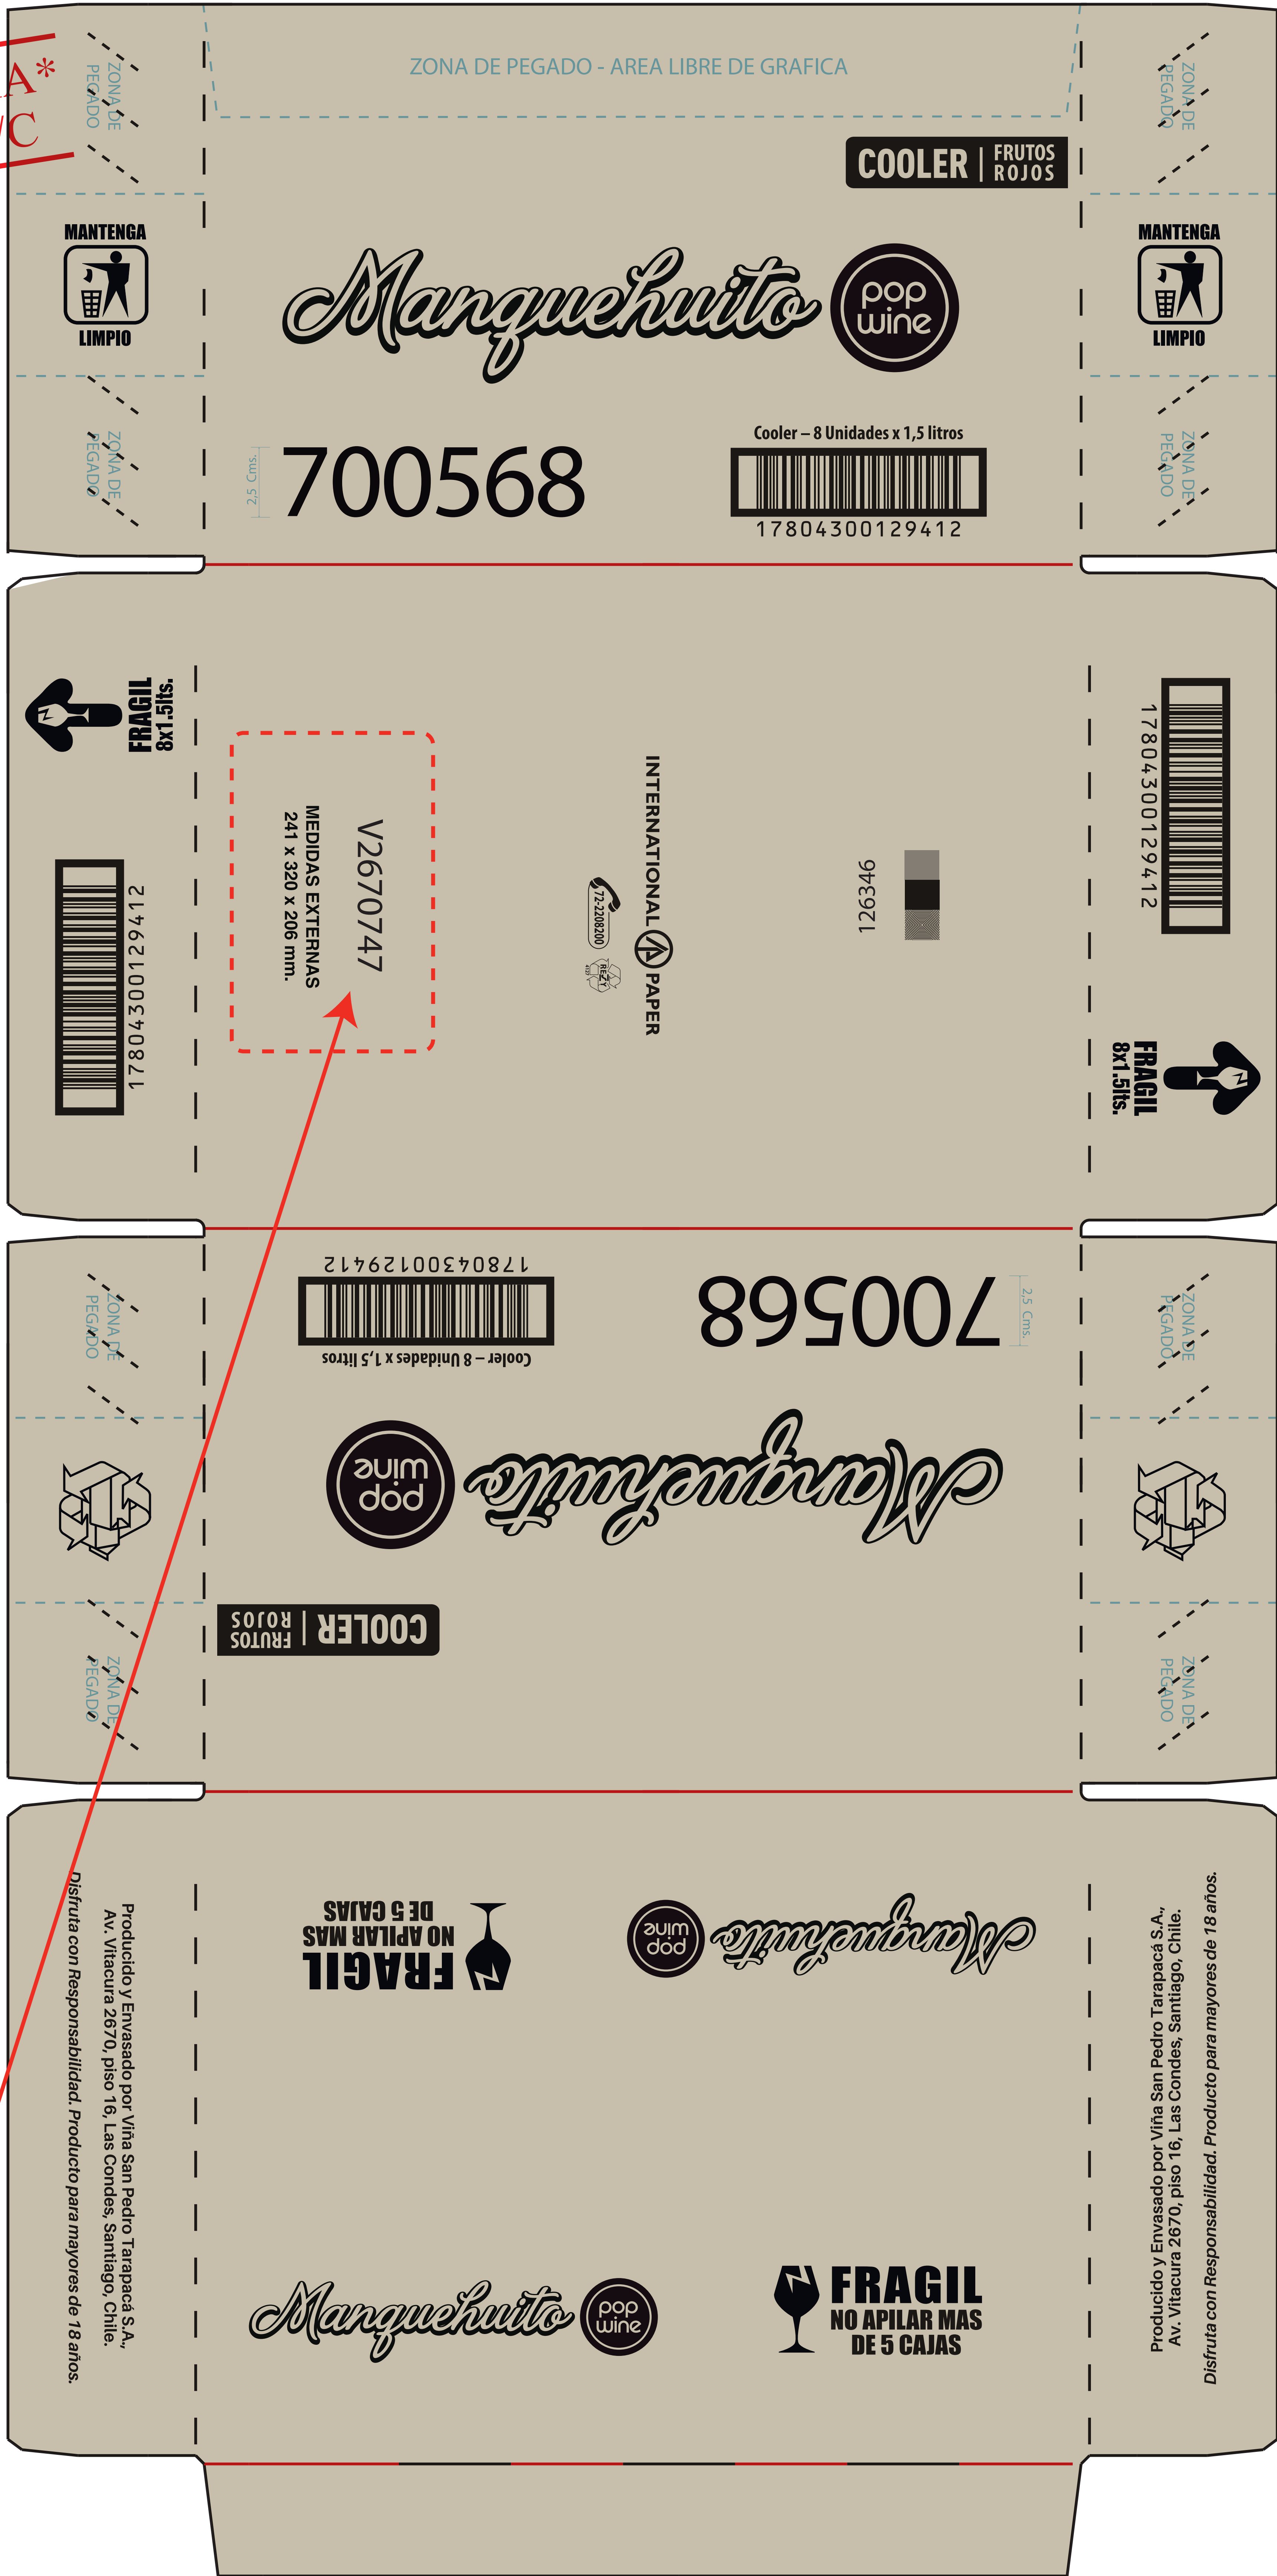 A*
/C
ZONA DE
PEGADO
ZONA DE PEGADO - AREA LIBRE DE GRAFICA
ZONA DE
PEGADO
COOLER | FRUTOS
ROJOS
MANTENGA
LIMPIO
Manquehuito
pop
wine
MANTENGA
LIMPIO
ZONA DE
PEGADO
2,5 Cms.
700568
Cooler – 8 Unidades x 1,5 litros
17804300129412
ZONA DE
PEGADO
FRAGIL
8x1.5lts.
17804300129412
V2670747
MEDIDAS EXTERNAS
241 x 320 x 206 mm.
INTERNATIONAL PAPER
72-2208200
REZY
126346
17804300129412
FRAGIL
8x1.5lts.
ZONA DE
PEGADO
17804300129412
Cooler – 8 Unidades x 1,5 litros
700568
2,5 Cms.
ZONA DE
PEGADO
Manquehuito
pop
wine
COOLER | FRUTOS
ROJOS
ZONA DE
PEGADO
ZONA DE
PEGADO
Producido y Envasado por Viña San Pedro Tarapacá S.A.,
Av. Vitacura 2670, piso 16, Las Condes, Santiago, Chile.
Disfruta con Responsabilidad. Producto para mayores de 18 años.
FRAGIL
NO APILAR MAS
DE 5 CAJAS
Manquehuito
pop
wine
Manquehuito
pop
wine
FRAGIL
NO APILAR MAS
DE 5 CAJAS
Producido y Envasado por Viña San Pedro Tarapacá S.A.,
Av. Vitacura 2670, piso 16, Las Condes, Santiago, Chile.
Disfruta con Responsabilidad. Producto para mayores de 18 años.